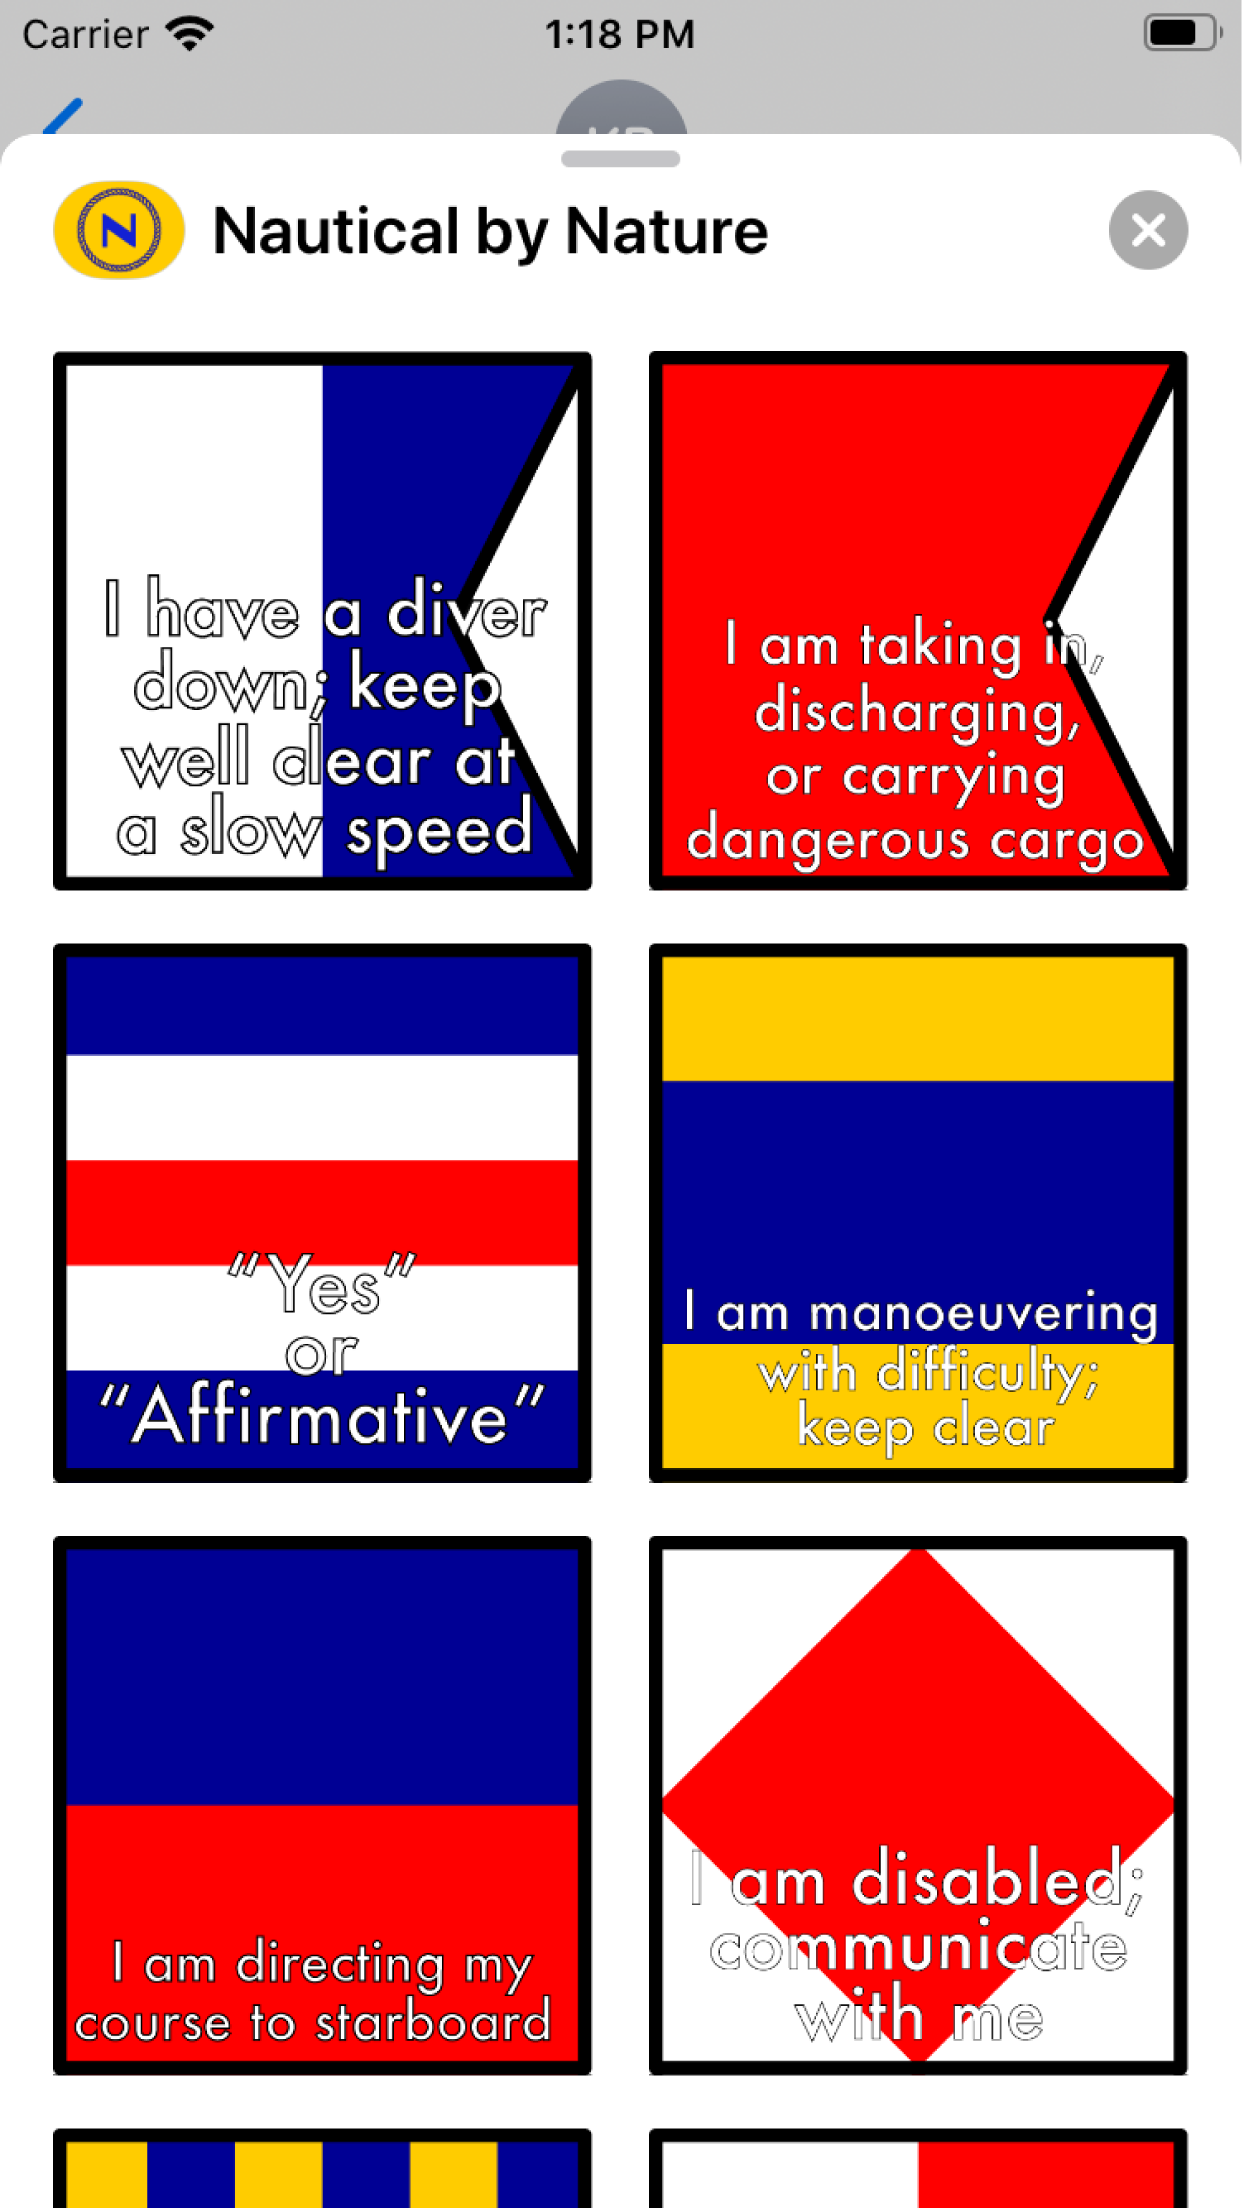 Carrier
1:18 PM
N
Nautical by Nature
I have a diver
down; keep
well clear at
a slow speed
I am taking in,
discharging,
or carrying
dangerous cargo
“Yes”
or
“Affirmative”
I am manoeuvering
with difficulty;
keep clear
I am directing my
course to starboard
I am disabled;
communicate
with me